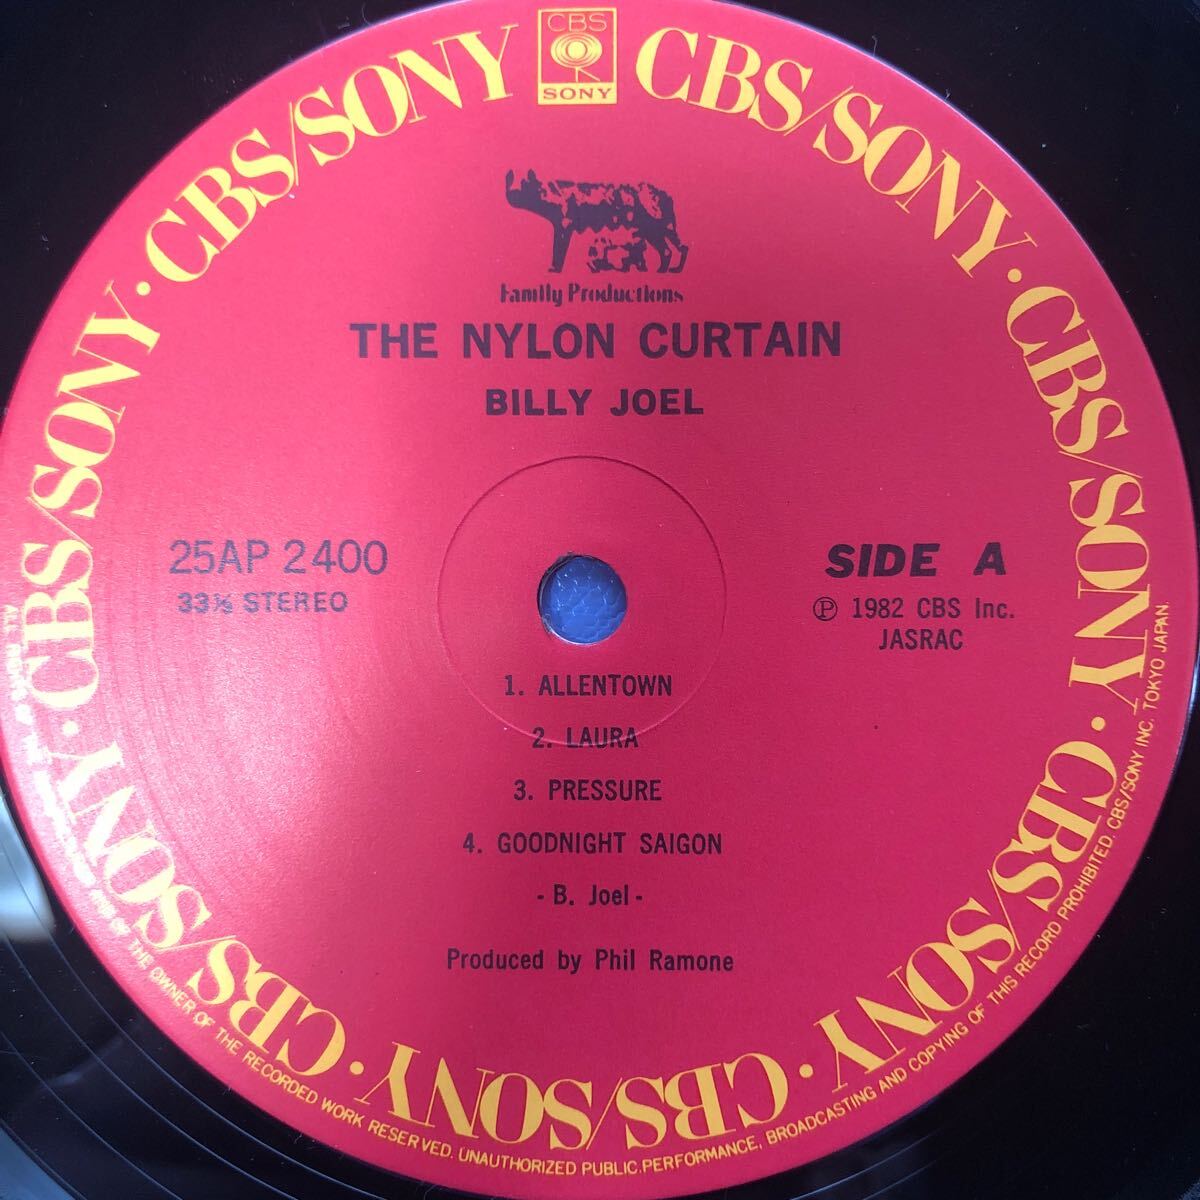 CBS
SONY
CBS/SONY · CBS/SONY · CBS/SONY · CBS/SONY · CBS/SONY · CBS/SONY · CBS/SONY · CBS/SONY
Family Productions
THE NYLON CURTAIN
BILLY JOEL
25AP 2400
33⅓ STEREO
SIDE A
℗ 1982 CBS Inc.
JASRAC
1. ALLENTOWN
2. LAURA
3. PRESSURE
4. GOODNIGHT SAIGON
- B. Joel -
Produced by Phil Ramone
OF THE OWNER OF THE RECORDED WORK RESERVED. UNAUTHORIZED PUBLIC.PERFORMANCE, BROADCASTING AND COPYING OF THIS RECORD PROHIBITED. CBS/SONY INC. TOKYO JAPAN.